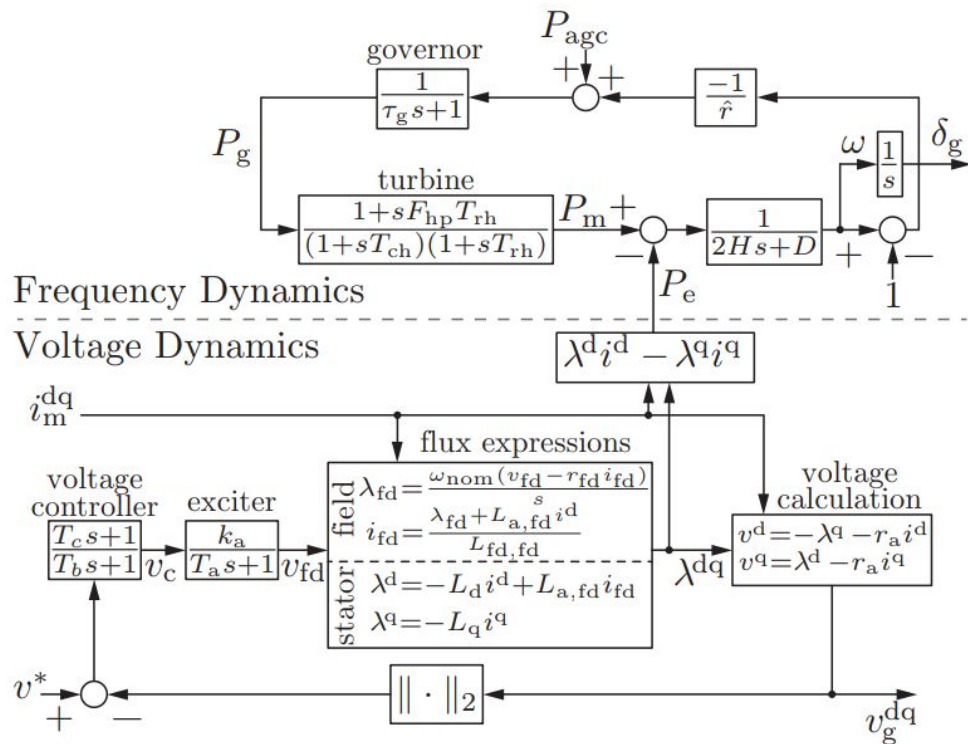 P_agc
governor
+ +
1/(τ_g s+1)
-1/r̂
P_g
ω
1/s
δ_g
turbine
(1+sF_hp T_rh)/((1+sT_ch)(1+sT_rh))
P_m
+
−
1/(2Hs+D)
+
−
1
Frequency Dynamics
P_e
Voltage Dynamics
λ^d i^d − λ^q i^q
i_m^dq
flux expressions
voltage controller
T_c s+1/T_b s+1
v_c
exciter
k_a/(T_a s+1)
v_fd
field
λ_fd = ω_nom(v_fd − r_fd i_fd)/s
i_fd = (λ_fd + L_a,fd i^d)/L_fd,fd
stator
λ^d = −L_d i^d + L_a,fd i_fd
λ^q = −L_q i^q
λ^dq
voltage calculation
v^d = −λ^q − r_a i^d
v^q = λ^d − r_a i^q
v*
+
−
‖ · ‖_2
v_g^dq